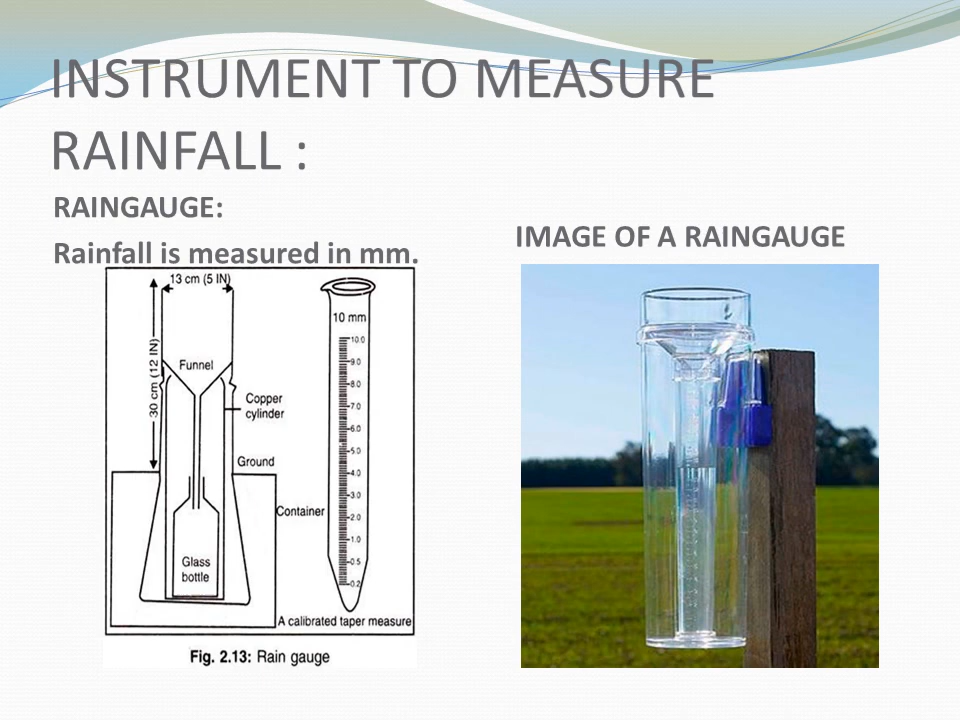 INSTRUMENT TO MEASURE
RAINFALL :
RAINGAUGE:
Rainfall is measured in mm.
13 cm (5 IN)
30 cm (12 IN)
Funnel
Copper
cylinder
Ground
Container
Glass
bottle
10 mm
10.0
9.0
8.0
7.0
6.0
5.0
4.0
3.0
2.0
1.0
0.5
0.2
A calibrated taper measure
Fig. 2.13: Rain gauge
IMAGE OF A RAINGAUGE